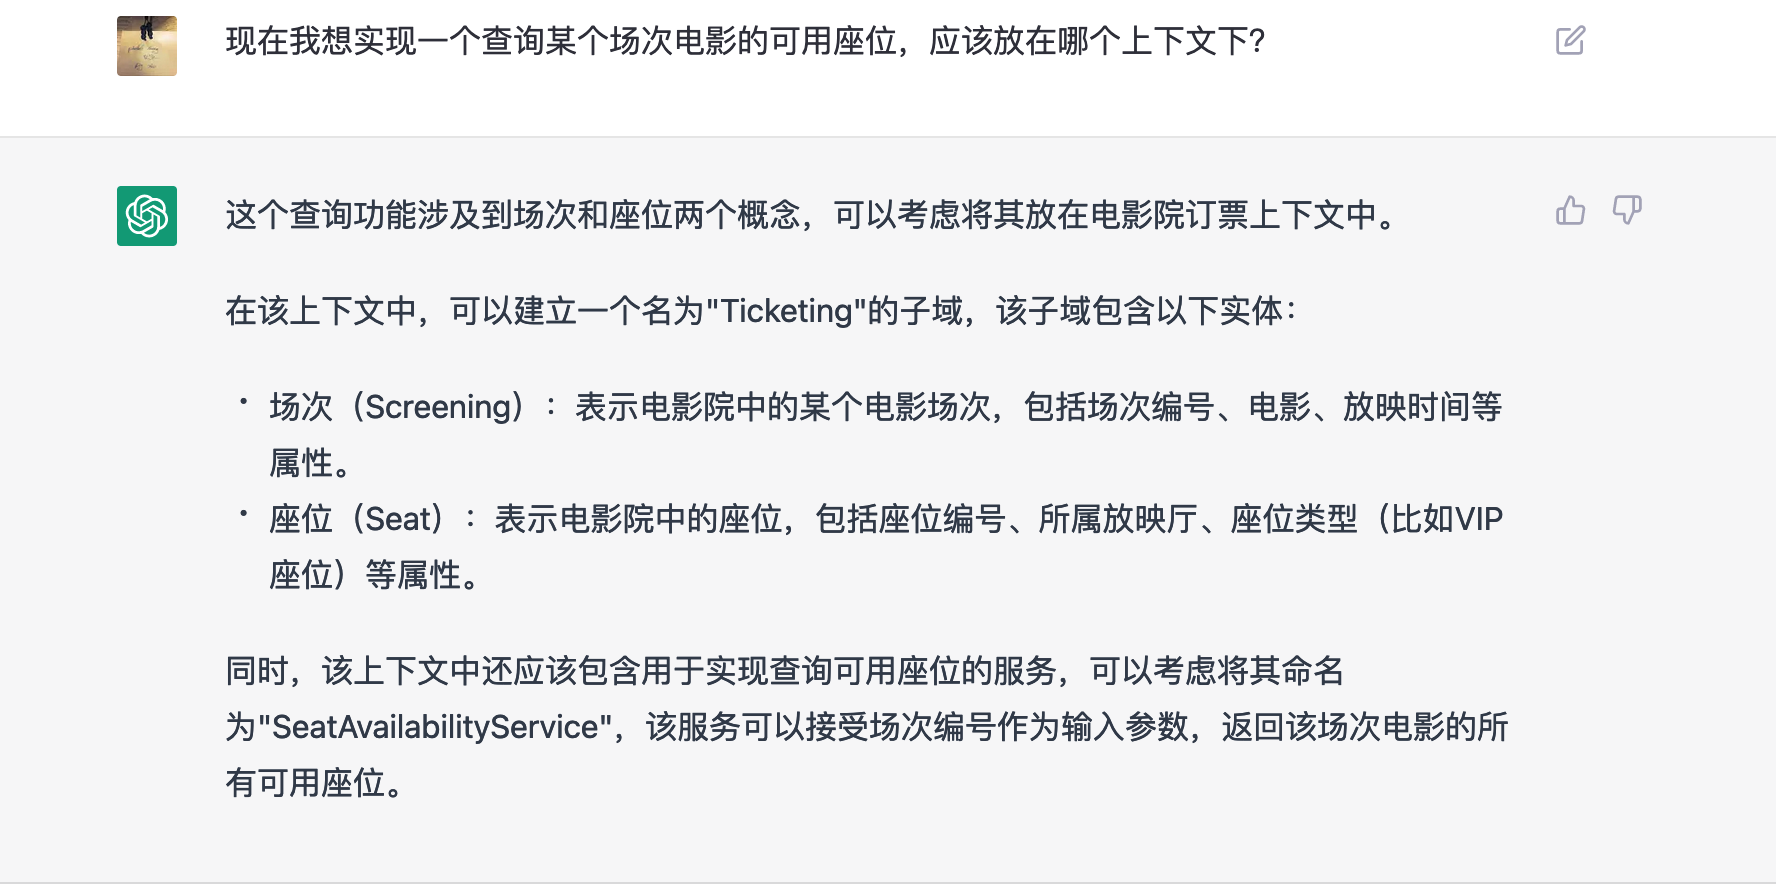 现在我想实现一个查询某个场次电影的可用座位，应该放在哪个上下文下？
这个查询功能涉及到场次和座位两个概念，可以考虑将其放在电影院订票上下文中。
在该上下文中，可以建立一个名为"Ticketing"的子域，该子域包含以下实体：
• 场次（Screening）：表示电影院中的某个电影场次，包括场次编号、电影、放映时间等
属性。
• 座位（Seat）：表示电影院中的座位，包括座位编号、所属放映厅、座位类型（比如VIP
座位）等属性。
同时，该上下文中还应该包含用于实现查询可用座位的服务，可以考虑将其命名
为"SeatAvailabilityService"，该服务可以接受场次编号作为输入参数，返回该场次电影的所
有可用座位。